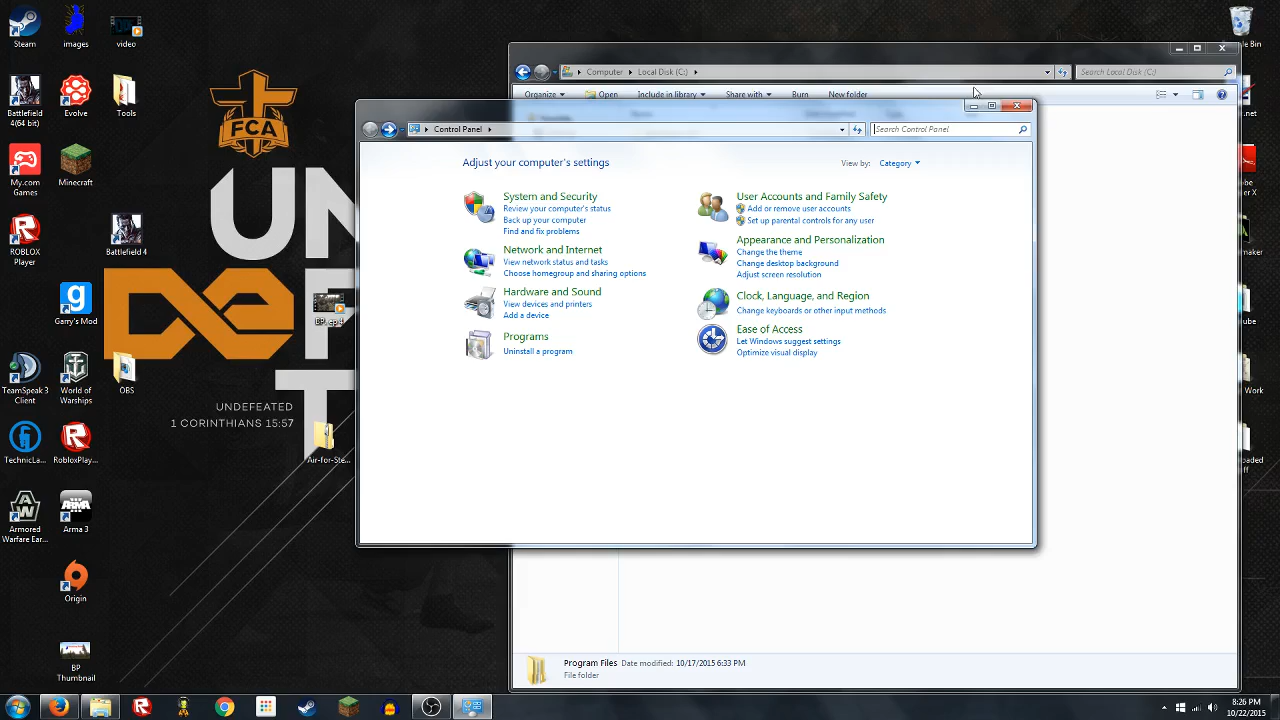 Steam
images
video
Battlefield
4(64 bit)
Evolve
Tools
My.com
Games
Minecraft
ROBLOX
Player
Battlefield 4
Garry's Mod
TeamSpeak 3
Client
World of
Warships
OBS
TechnicLa...
RobloxPlay...
Air-for-Ste...
Armored
Warfare Ear...
Arma 3
Origin
BP
Thumbnail
FCA
UNDEFEATED
1 CORINTHIANS 15:57
Computer
Local Disk (C:)
Search Local Disk (C:)
Organize
Open
Include in library
Share with
Burn
New folder
Control Panel
Search Control Panel
Adjust your computer's settings
View by:
Category
System and Security
Review your computer's status
Back up your computer
Find and fix problems
Network and Internet
View network status and tasks
Choose homegroup and sharing options
Hardware and Sound
View devices and printers
Add a device
Programs
Uninstall a program
User Accounts and Family Safety
Add or remove user accounts
Set up parental controls for any user
Appearance and Personalization
Change the theme
Change desktop background
Adjust screen resolution
Clock, Language, and Region
Change keyboards or other input methods
Ease of Access
Let Windows suggest settings
Optimize visual display
Program Files
Date modified: 10/17/2015 6:33 PM
File folder
8:26 PM
10/22/2015